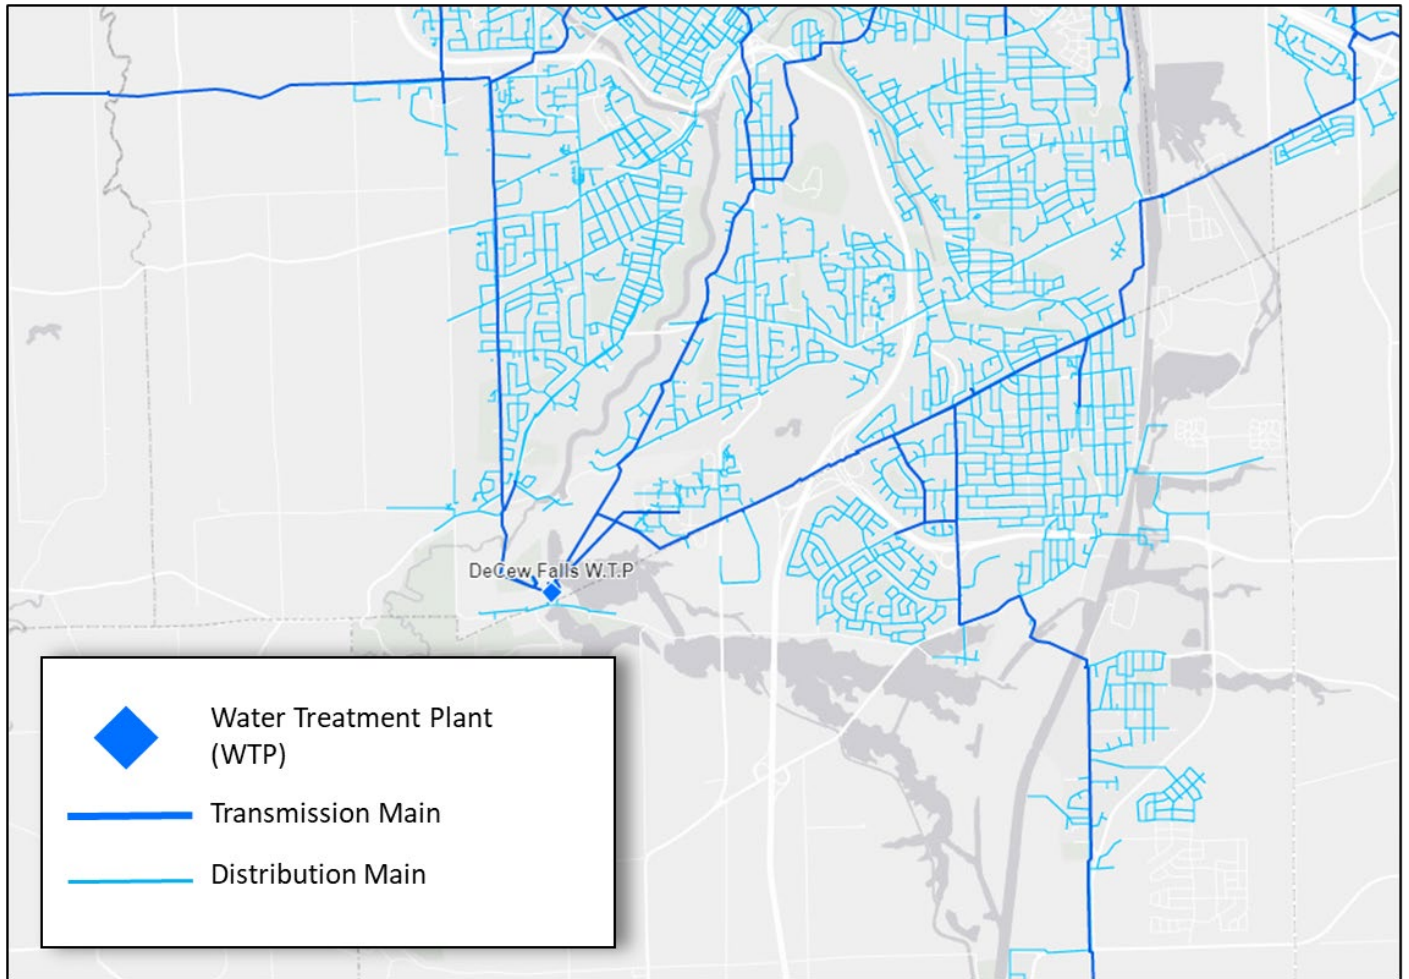 DeCew Falls W.T.P
Water Treatment Plant
(WTP)
Transmission Main
Distribution Main